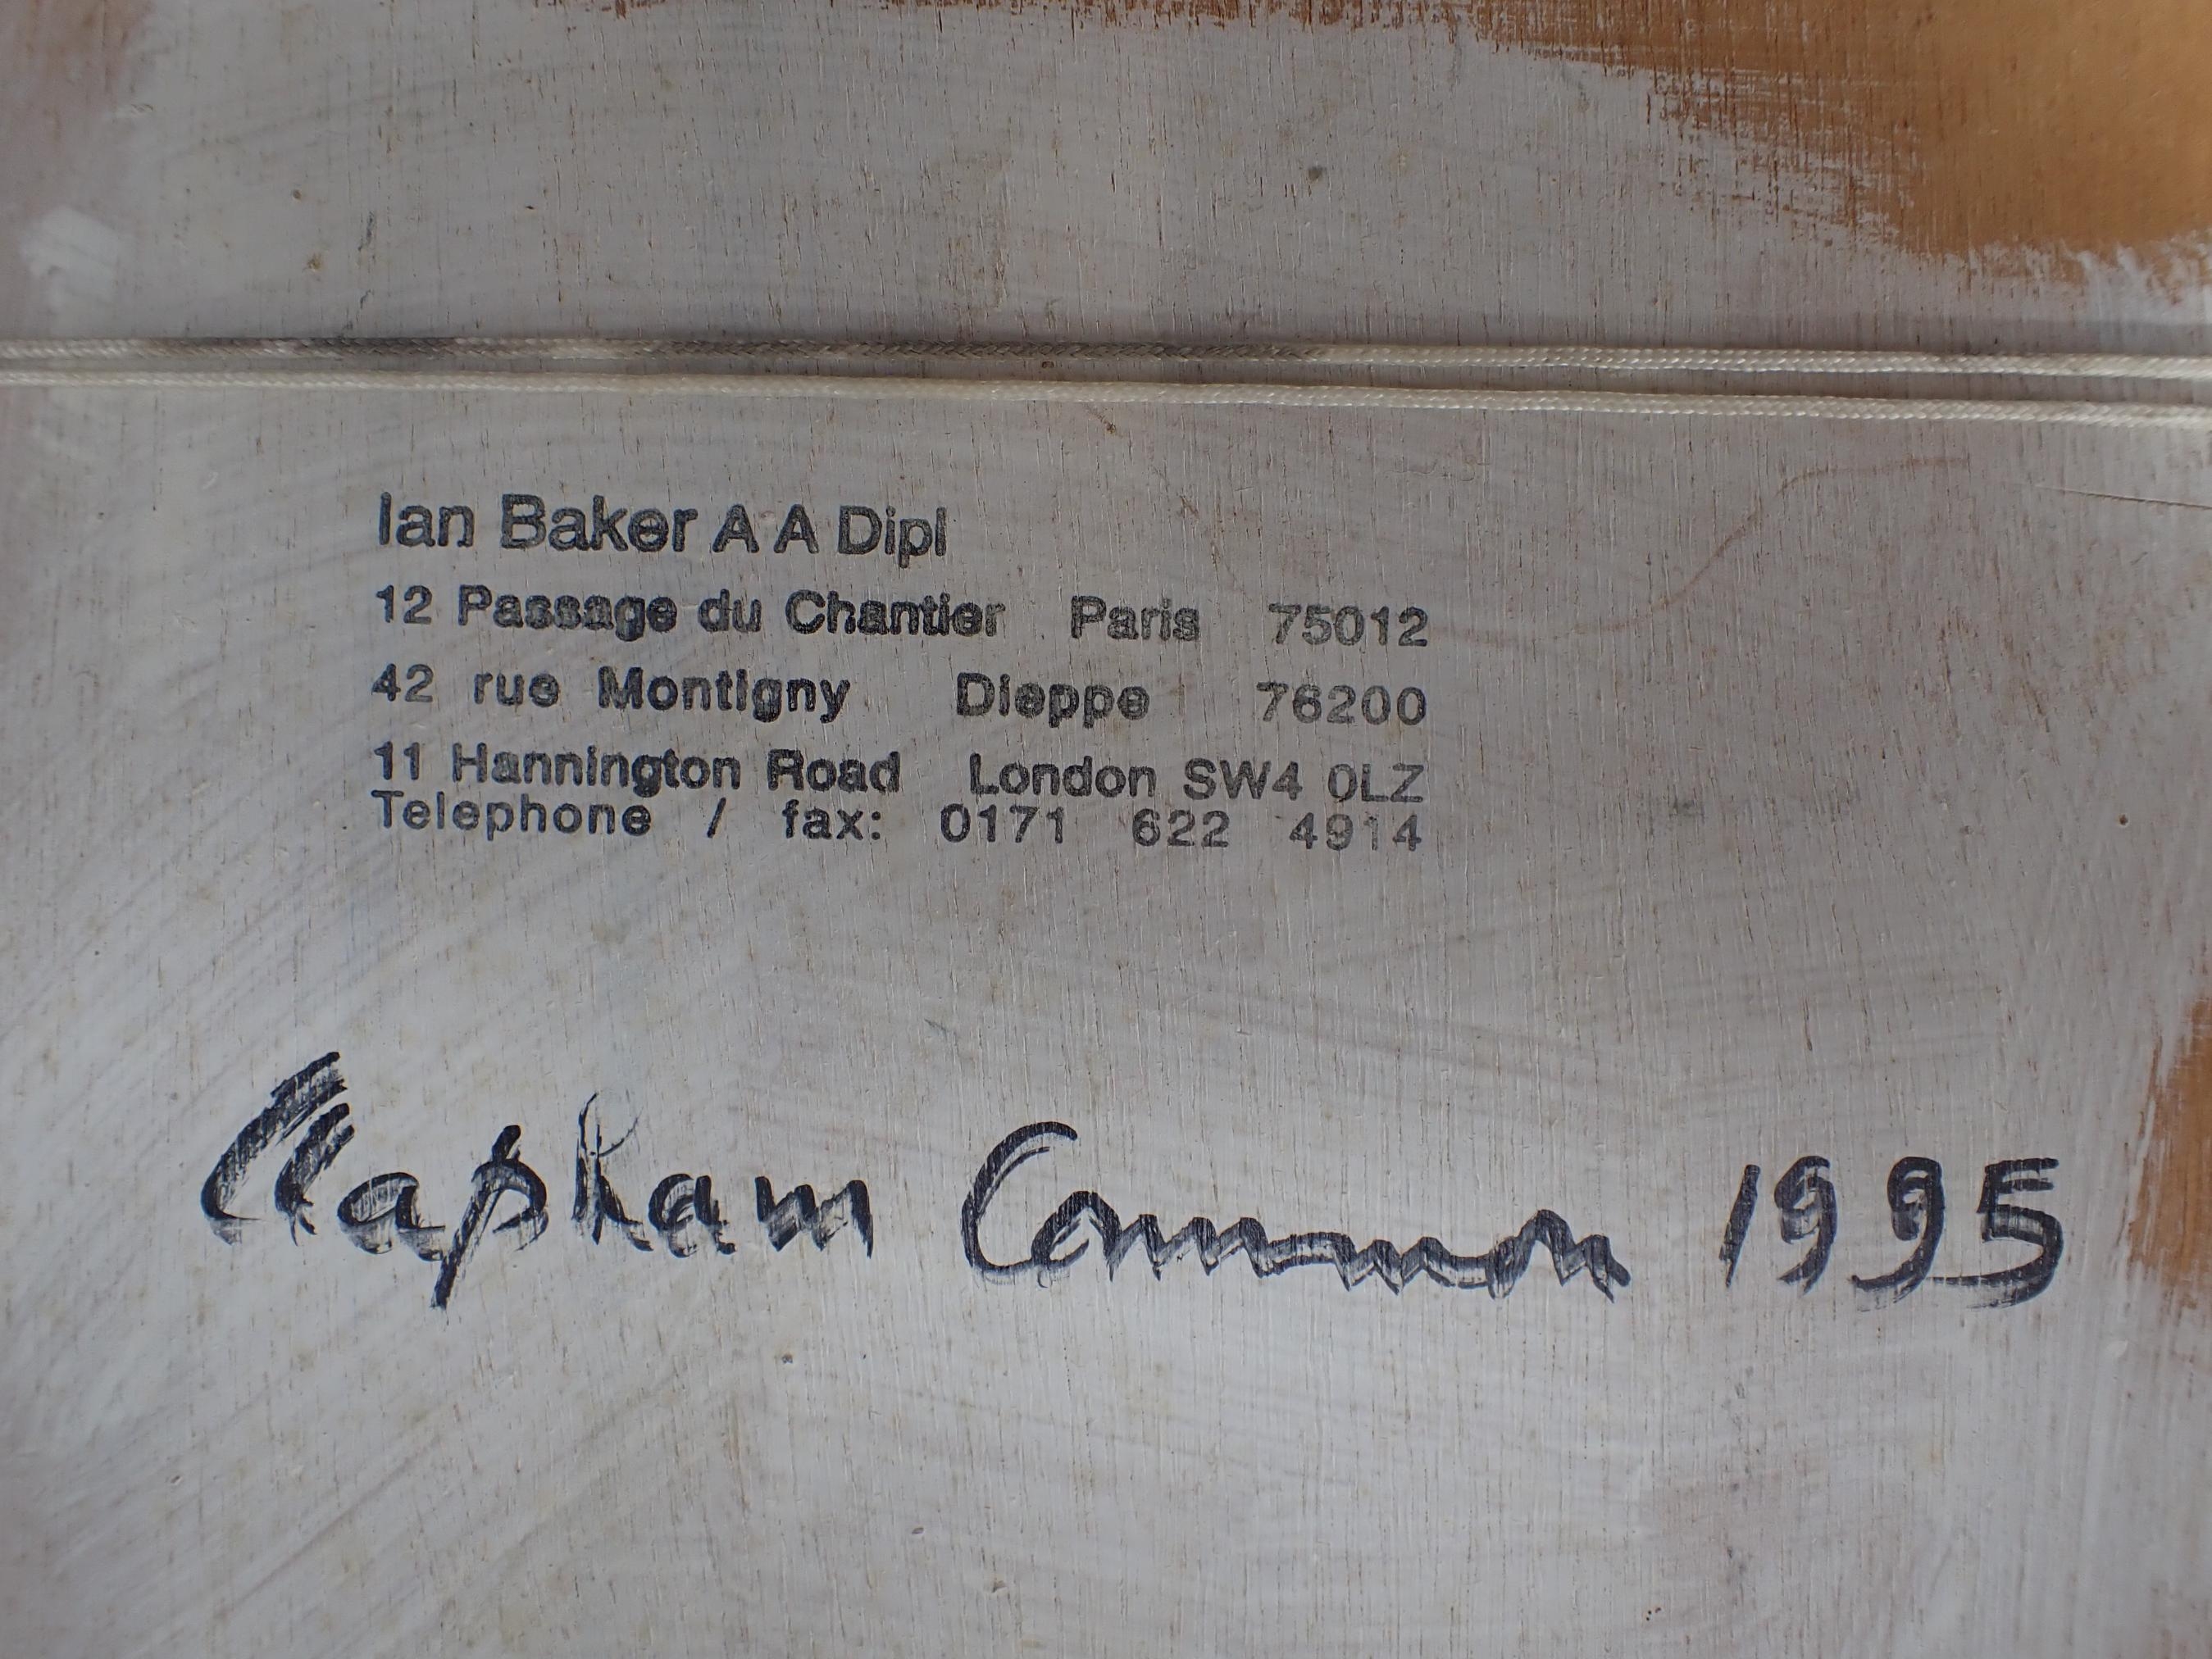 Ian Baker A A Dipl
12 Passage du Chantier Paris 75012
42 rue Montigny Dieppe 76200
11 Hannington Road London SW4 0LZ
Telephone / fax: 0171 622 4914
Clapham Common 1995